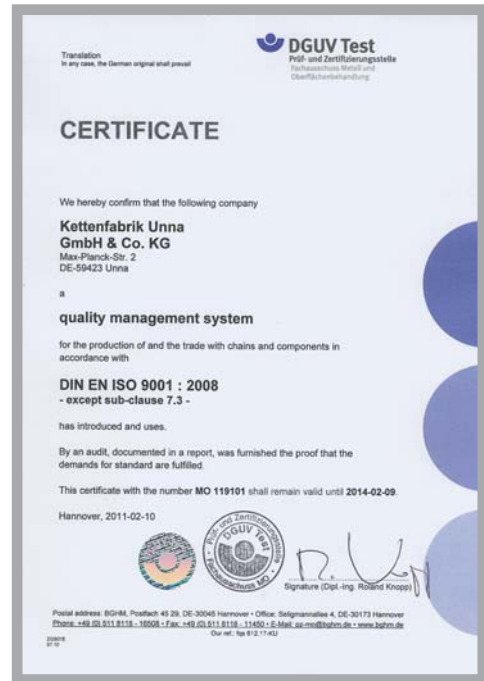 Translation
In any case, the German original shall prevail
DGUV Test
Prüf- und Zertifizierungsstelle
Fachausschuss Metall und
Oberflächenbehandlung
CERTIFICATE
We hereby confirm that the following company
Kettenfabrik Unna
GmbH & Co. KG
Max-Planck-Str. 2
DE-59423 Unna
a
quality management system
for the production of and the trade with chains and components in
accordance with
DIN EN ISO 9001 : 2008
- except sub-clause 7.3 -
has introduced and uses.
By an audit, documented in a report, was furnished the proof that the
demands for standard are fulfilled.
This certificate with the number MO 119101 shall remain valid until 2014-02-09.
Hannover, 2011-02-10
Prüf- und Zertifizierungsstelle
DGUV Test
Fachausschuss MO
Signature (Dipl.-Ing. Roland Knopp)
Postal address: BGHM, Postfach 45 29, DE-30045 Hannover • Office: Seligmannallee 4, DE-30173 Hannover
Phone: +49 (0) 511 8118 - 16508 • Fax: +49 (0) 511 8118 - 11450 • E-Mail: pz-mo@bghm.de • www.bghm.de